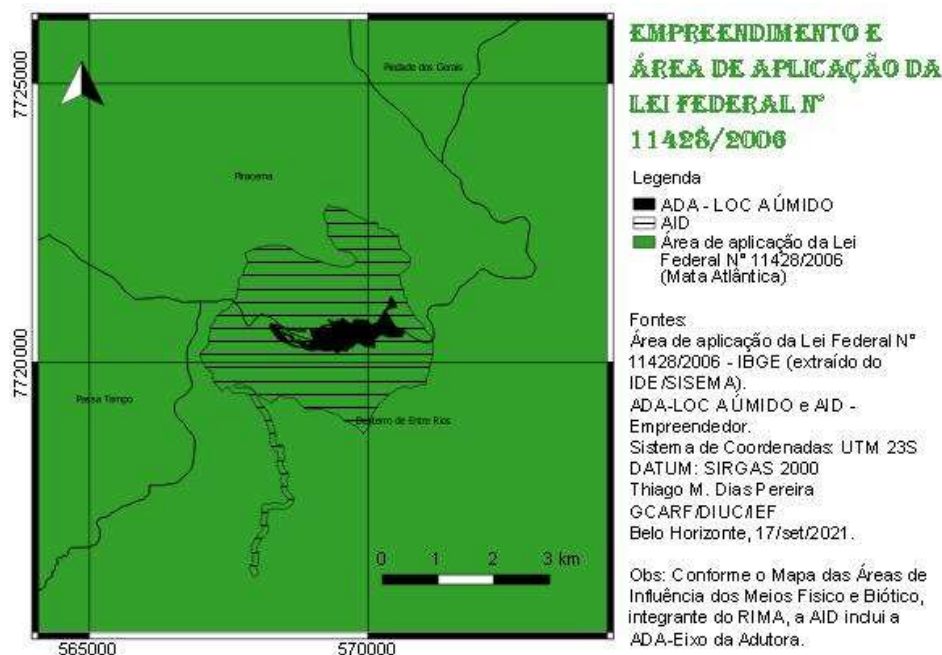 EMPREENDIMENTO E
ÁREA DE APLICAÇÃO DA
LEI FEDERAL N°
11428/2006
Legenda
ADA - LOC A ÚMIDO
AID
Área de aplicação da Lei
Federal N° 11428/2006
(Mata Atlântica)
Fontes:
Área de aplicação da Lei Federal N°
11428/2006 - IBGE (extraído do
IDE/SISEMA).
ADA-LOC A ÚMIDO e AID -
Empreendedor.
Sistema de Coordenadas: UTM 23S
DATUM: SIRGAS 2000
Thiago M. Dias Pereira
GCARF/DIUC/IEF
Belo Horizonte, 17/set/2021.
Obs: Conforme o Mapa das Áreas de
Influência dos Meios Físico e Biótico,
integrante do RIMA, a AID inclui a
ADA-Eixo da Adutora.
7725000
7720000
565000
570000
Piedade dos Gerais
Piracema
Passa Tempo
Desterro de Entre Rios
0 1 2 3 km